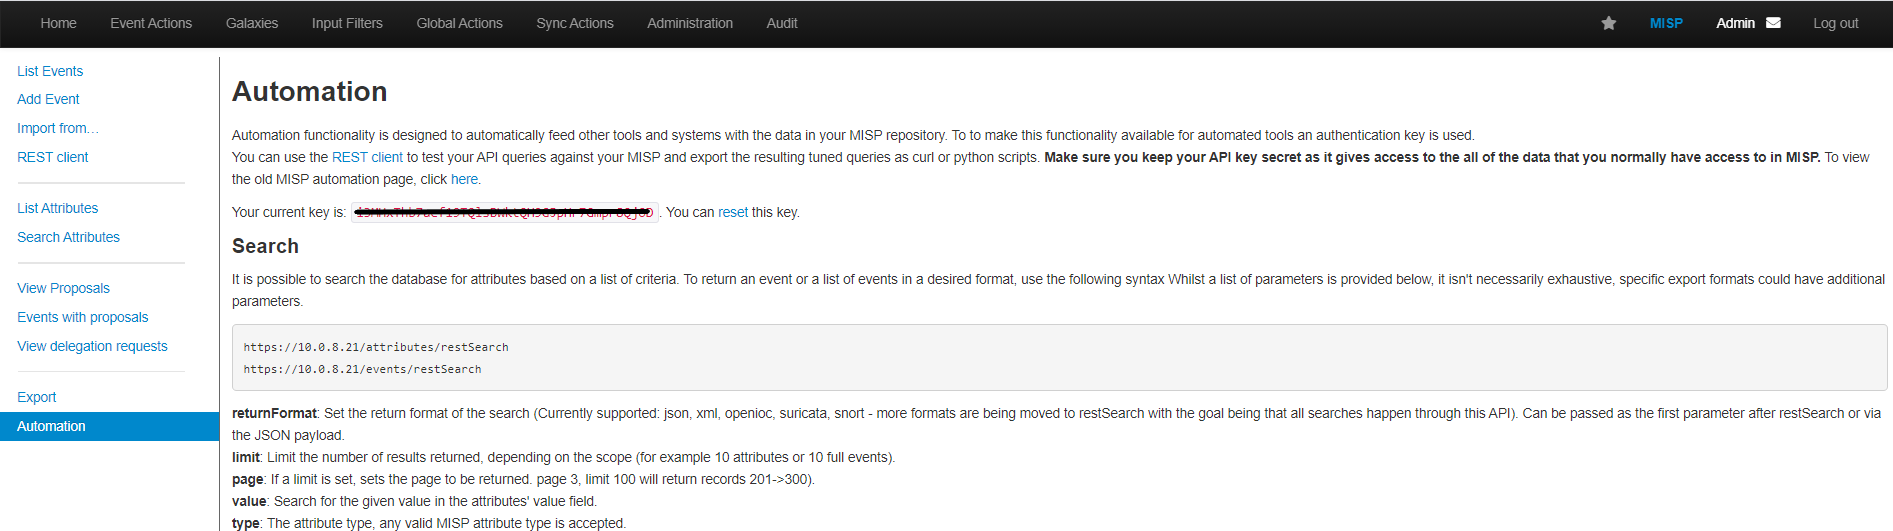 Home Event Actions Galaxies Input Filters Global Actions Sync Actions Administration Audit MISP Admin Log out
List Events
Add Event
Import from…
REST client
List Attributes
Search Attributes
View Proposals
Events with proposals
View delegation requests
Export
Automation
Automation
Automation functionality is designed to automatically feed other tools and systems with the data in your MISP repository. To to make this functionality available for automated tools an authentication key is used.
You can use the REST client to test your API queries against your MISP and export the resulting tuned queries as curl or python scripts. Make sure you keep your API key secret as it gives access to the all of the data that you normally have access to in MISP. To view
the old MISP automation page, click here.
Your current key is: . You can reset this key.
Search
It is possible to search the database for attributes based on a list of criteria. To return an event or a list of events in a desired format, use the following syntax Whilst a list of parameters is provided below, it isn't necessarily exhaustive, specific export formats could have additional
parameters.
https://10.0.8.21/attributes/restSearch
https://10.0.8.21/events/restSearch
returnFormat: Set the return format of the search (Currently supported: json, xml, openioc, suricata, snort - more formats are being moved to restSearch with the goal being that all searches happen through this API). Can be passed as the first parameter after restSearch or via
the JSON payload.
limit: Limit the number of results returned, depending on the scope (for example 10 attributes or 10 full events).
page: If a limit is set, sets the page to be returned. page 3, limit 100 will return records 201->300).
value: Search for the given value in the attributes' value field.
type: The attribute type, any valid MISP attribute type is accepted.